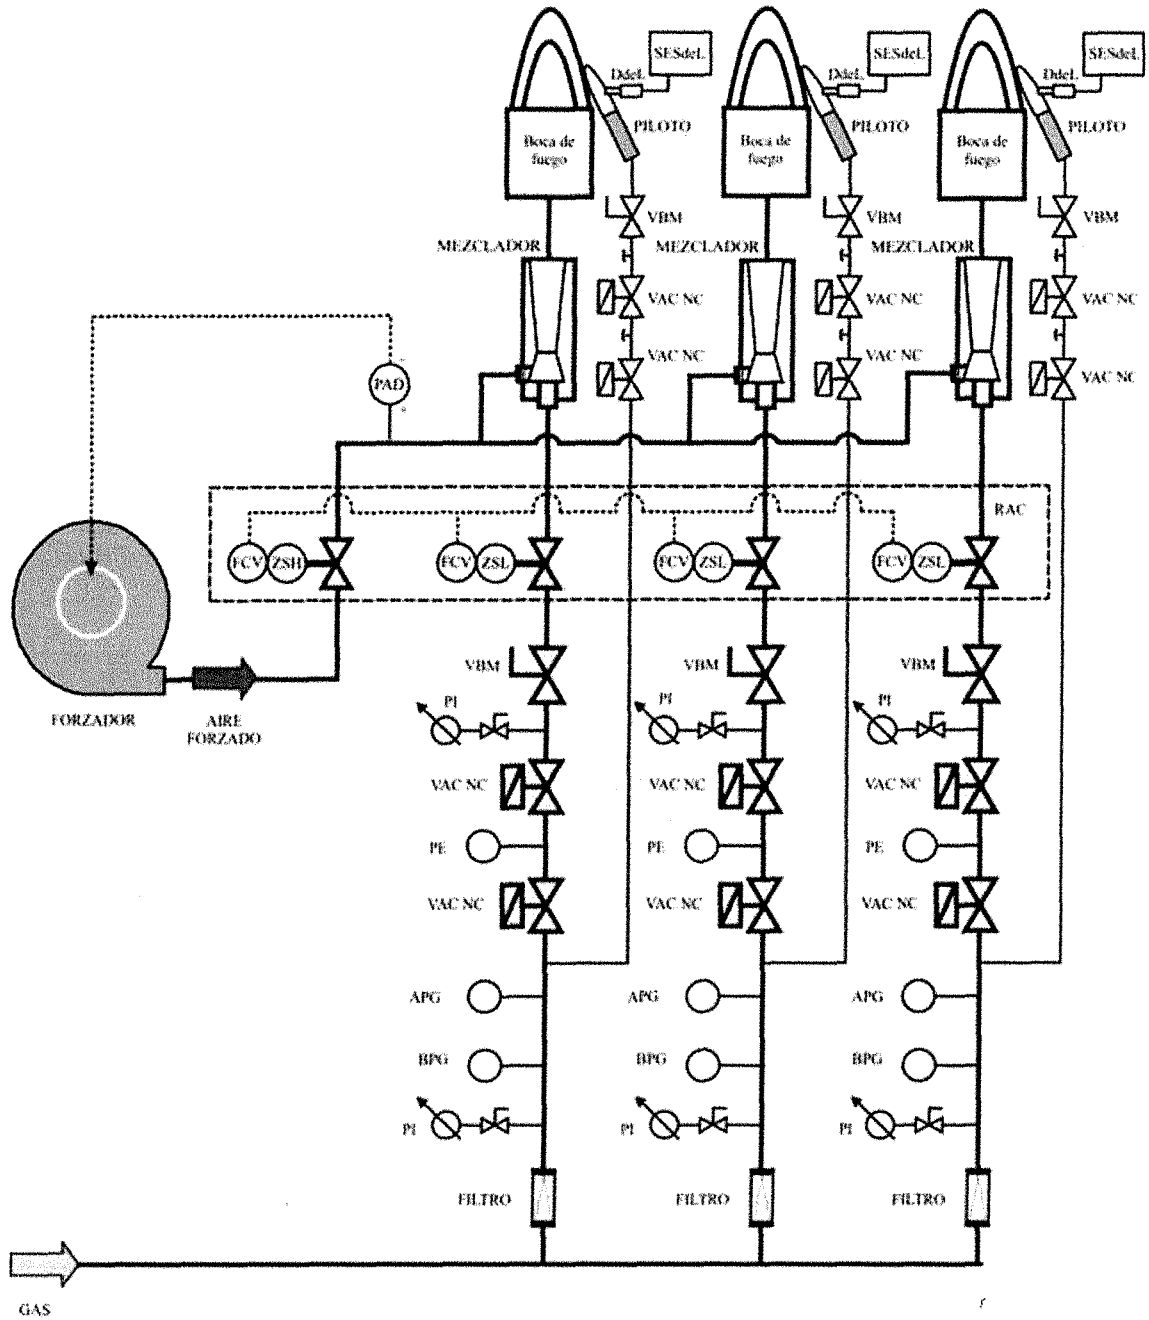 SESdeL
SESdeL
SESdeL
DdeL
DdeL
DdeL
PILOTO
PILOTO
PILOTO
Boca de
fuego
Boca de
fuego
Boca de
fuego
VBM
VBM
VBM
MEZCLADOR
MEZCLADOR
MEZCLADOR
VAC NC
VAC NC
VAC NC
VAC NC
VAC NC
VAC NC
PAD
RAC
FCV ZSH
FCV ZSL
FCV ZSL
FCV ZSL
VBM
VBM
VBM
PI
PI
PI
FORZADOR
AIRE
FORZADO
VAC NC
VAC NC
VAC NC
PE
PE
PE
VAC NC
VAC NC
VAC NC
APG
APG
APG
BPG
BPG
BPG
PI
PI
PI
FILTRO
FILTRO
FILTRO
GAS